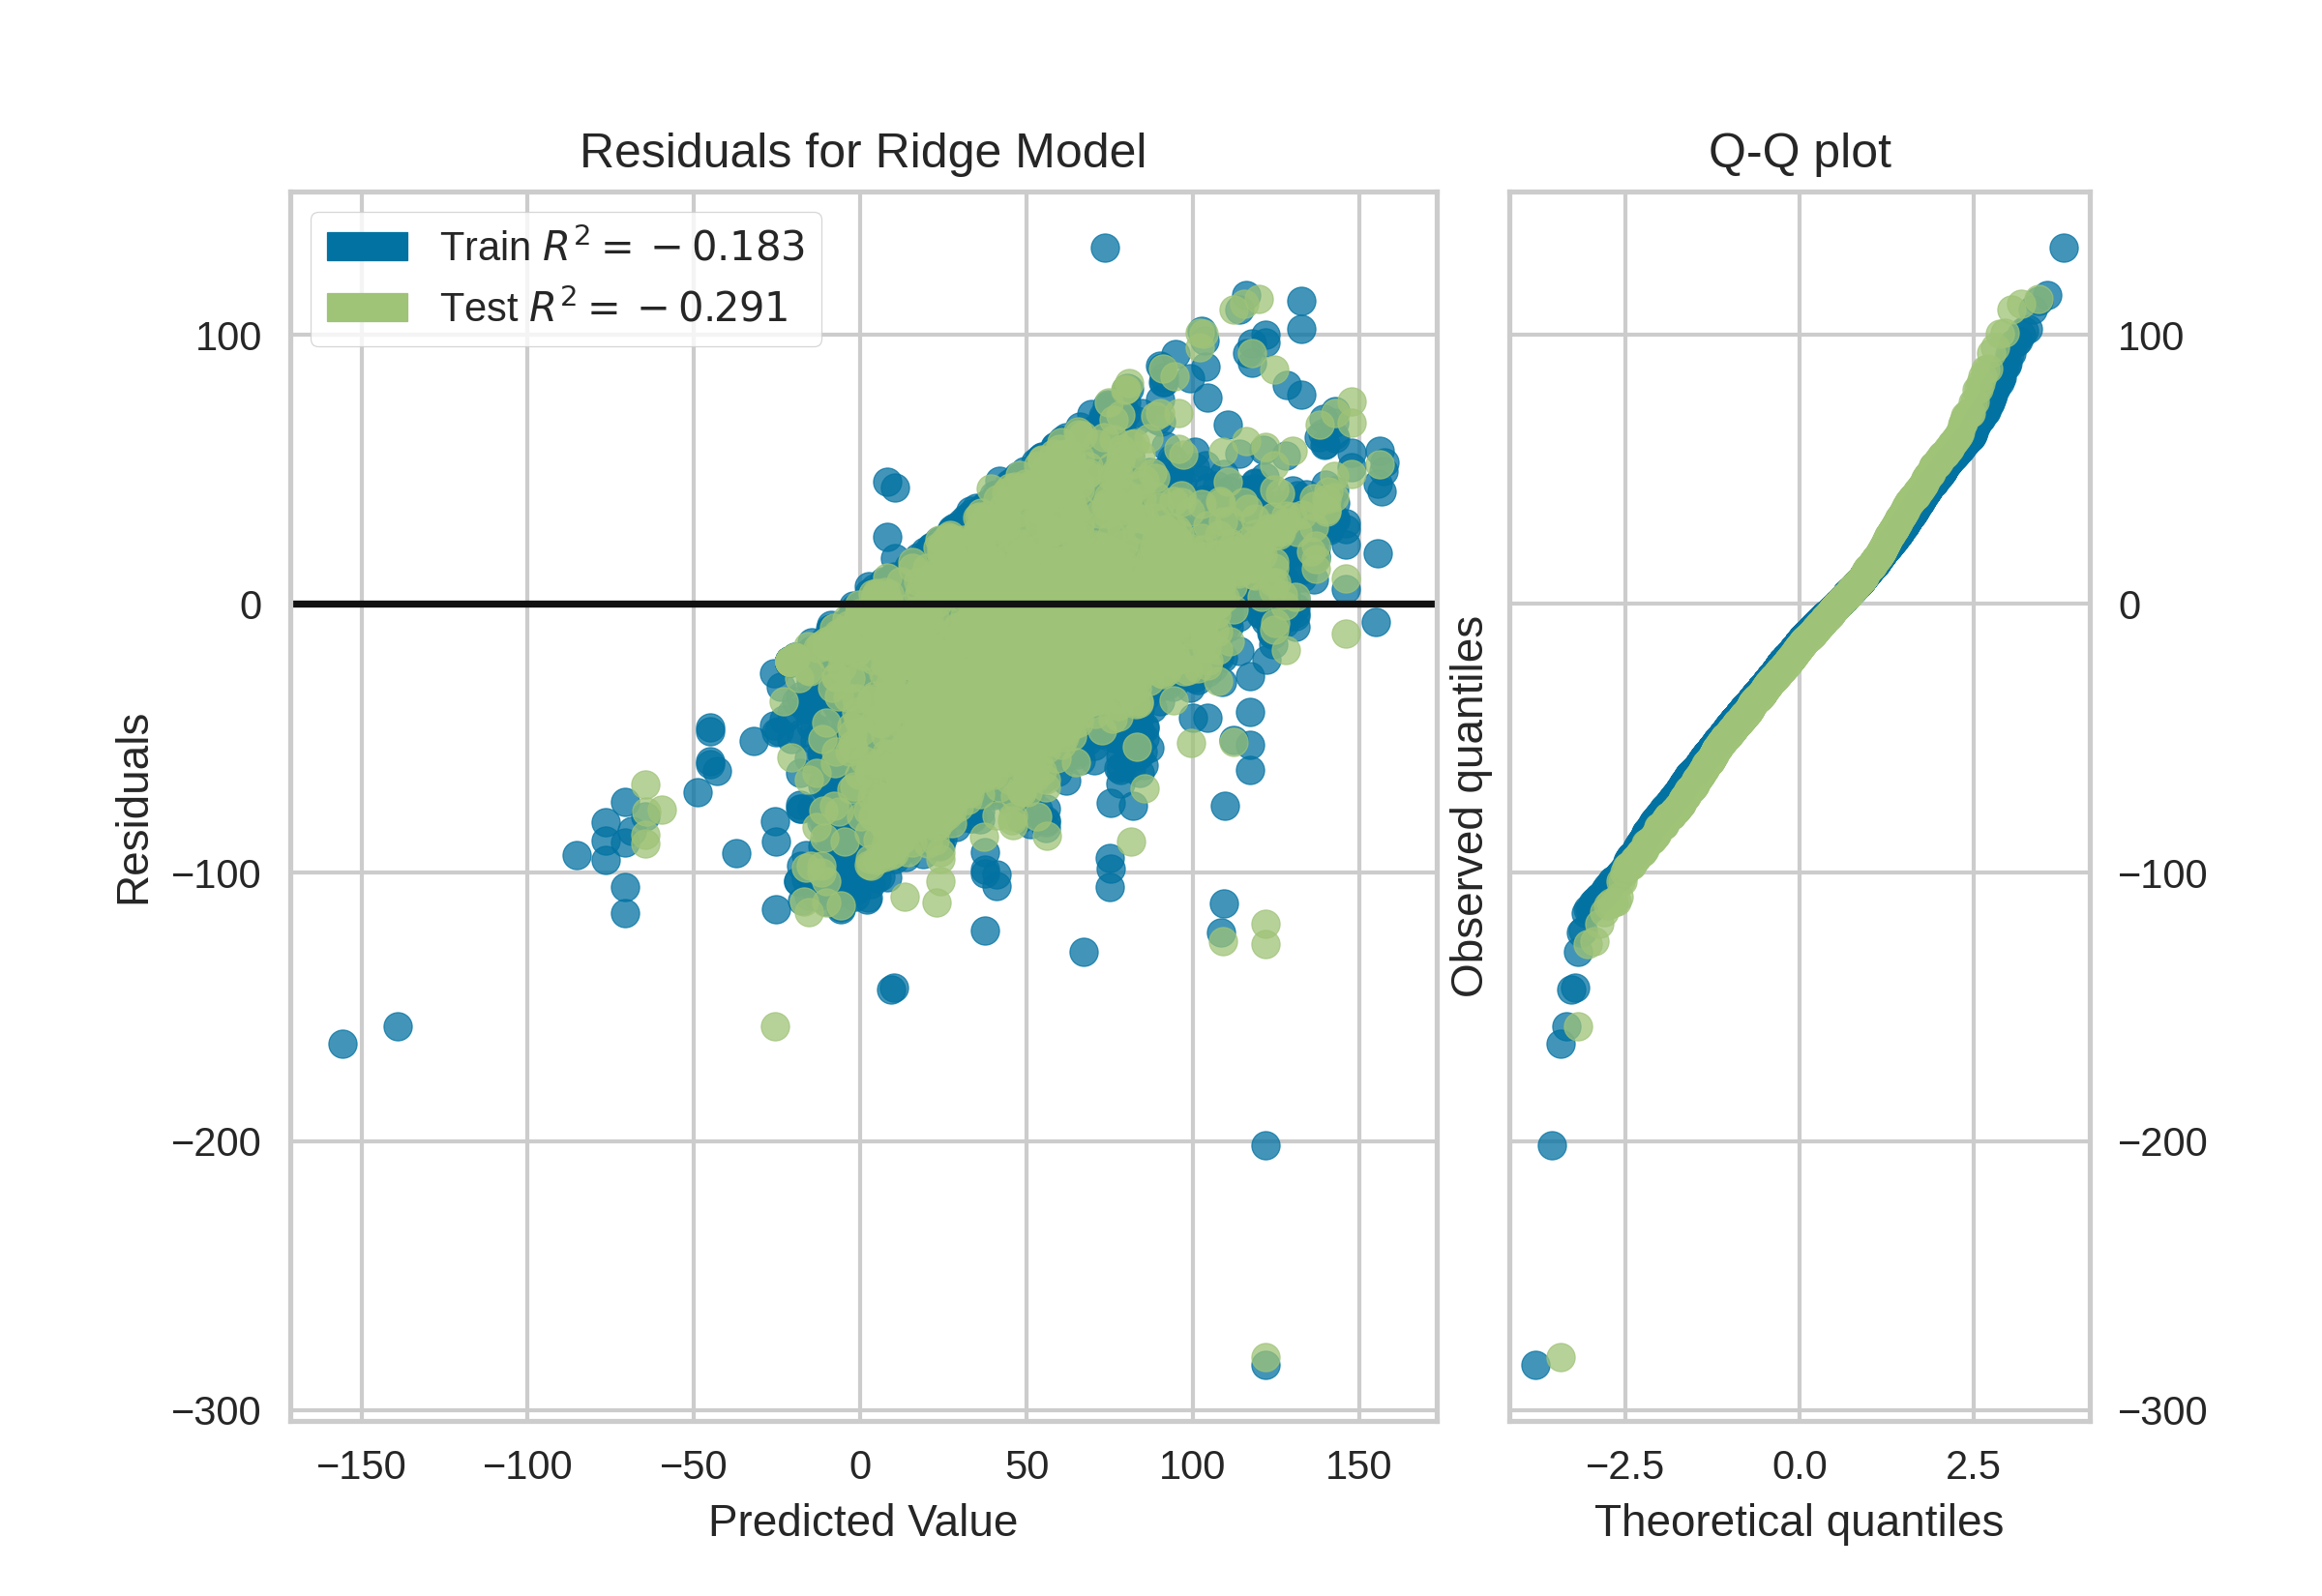 Residuals for Ridge Model
Train R² = −0.183
Test R² = −0.291
100
0
−100
−200
−300
Residuals
−150 −100 −50 0 50 100 150
Predicted Value
Q-Q plot
Observed quantiles
100
0
−100
−200
−300
−2.5 0.0 2.5
Theoretical quantiles